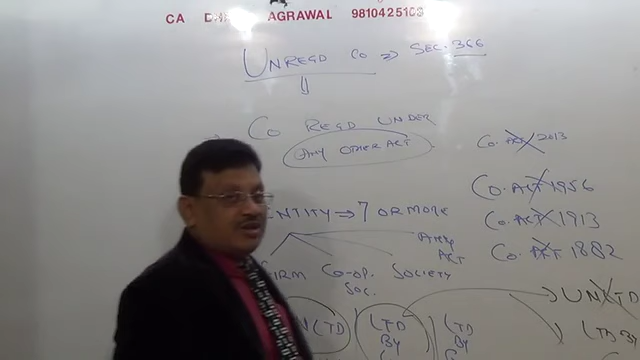 CA AGRAWAL 9810425168
UNREGD CO ⇒ SEC. 366
CO REGD UNDER
ANY OTHER ACT
CO. ACT 2013
CO. ACT 1956
CO. ACT 1913
CO. ACT 1882
ENTITY → 7 OR MORE
ACT
FIRM CO-OP. SOCIETY
SOC.
LTD LTD
BY BY
UNLTD
LTD BY